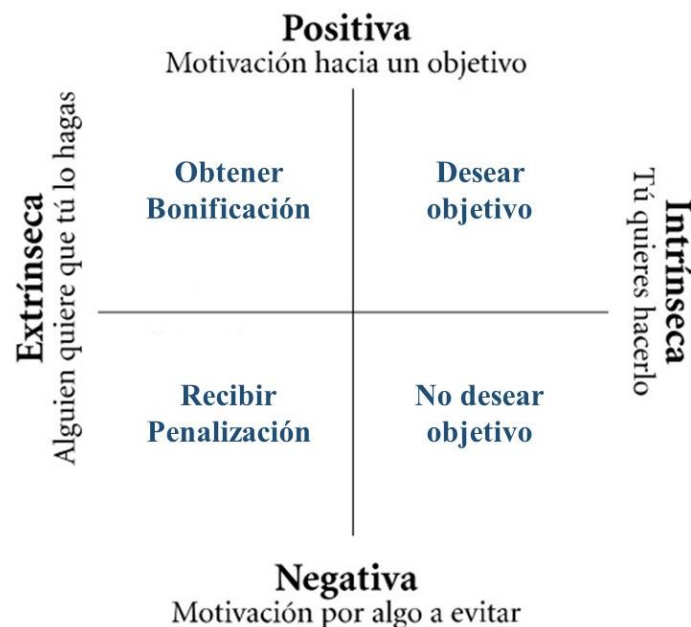 Positiva
Motivación hacia un objetivo
Extrínseca
Alguien quiere que tú lo hagas
Obtener
Bonificación
Desear
objetivo
Intrínseca
Tú quieres hacerlo
Recibir
Penalización
No desear
objetivo
Negativa
Motivación por algo a evitar